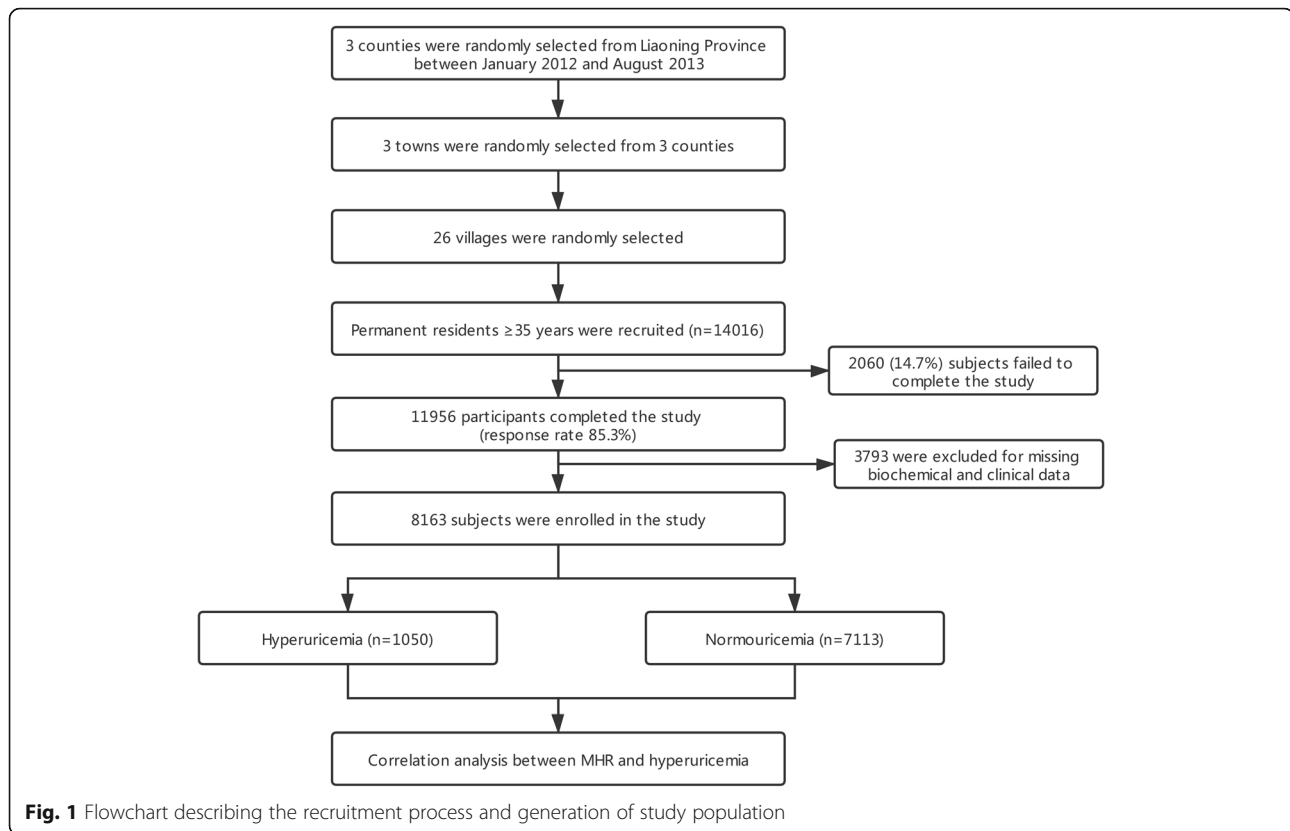 3 counties were randomly selected from Liaoning Province
between January 2012 and August 2013
3 towns were randomly selected from 3 counties
26 villages were randomly selected
Permanent residents ≥35 years were recruited (n=14016)
2060 (14.7%) subjects failed to
complete the study
11956 participants completed the study
(response rate 85.3%)
3793 were excluded for missing
biochemical and clinical data
8163 subjects were enrolled in the study
Hyperuricemia (n=1050)
Normouricemia (n=7113)
Correlation analysis between MHR and hyperuricemia
Fig. 1 Flowchart describing the recruitment process and generation of study population